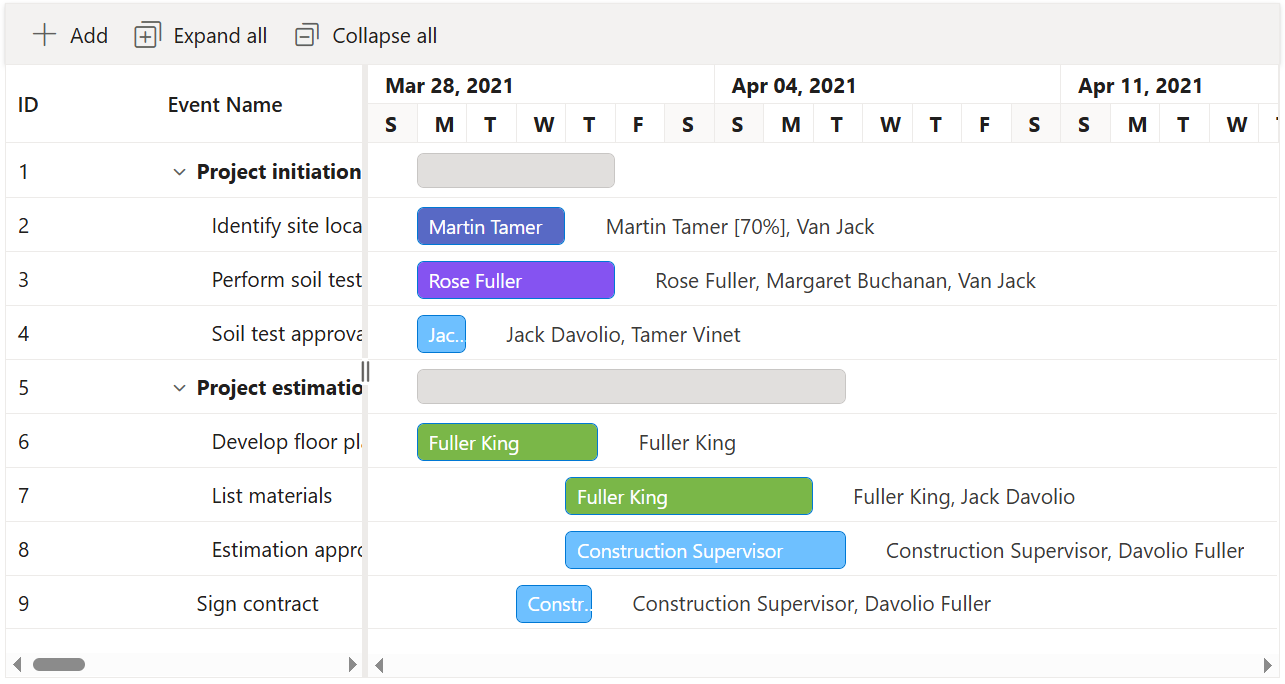 Add Expand all Collapse all
ID Event Name Mar 28, 2021 Apr 04, 2021 Apr 11, 2021
S M T W T F S S M T W T F S S M T W
1 Project initiation
2 Identify site loca Martin Tamer Martin Tamer [70%], Van Jack
3 Perform soil test Rose Fuller Rose Fuller, Margaret Buchanan, Van Jack
4 Soil test approva Jac... Jack Davolio, Tamer Vinet
5 Project estimatio
6 Develop floor pla Fuller King Fuller King
7 List materials Fuller King Fuller King, Jack Davolio
8 Estimation appro Construction Supervisor Construction Supervisor, Davolio Fuller
9 Sign contract Constr... Construction Supervisor, Davolio Fuller